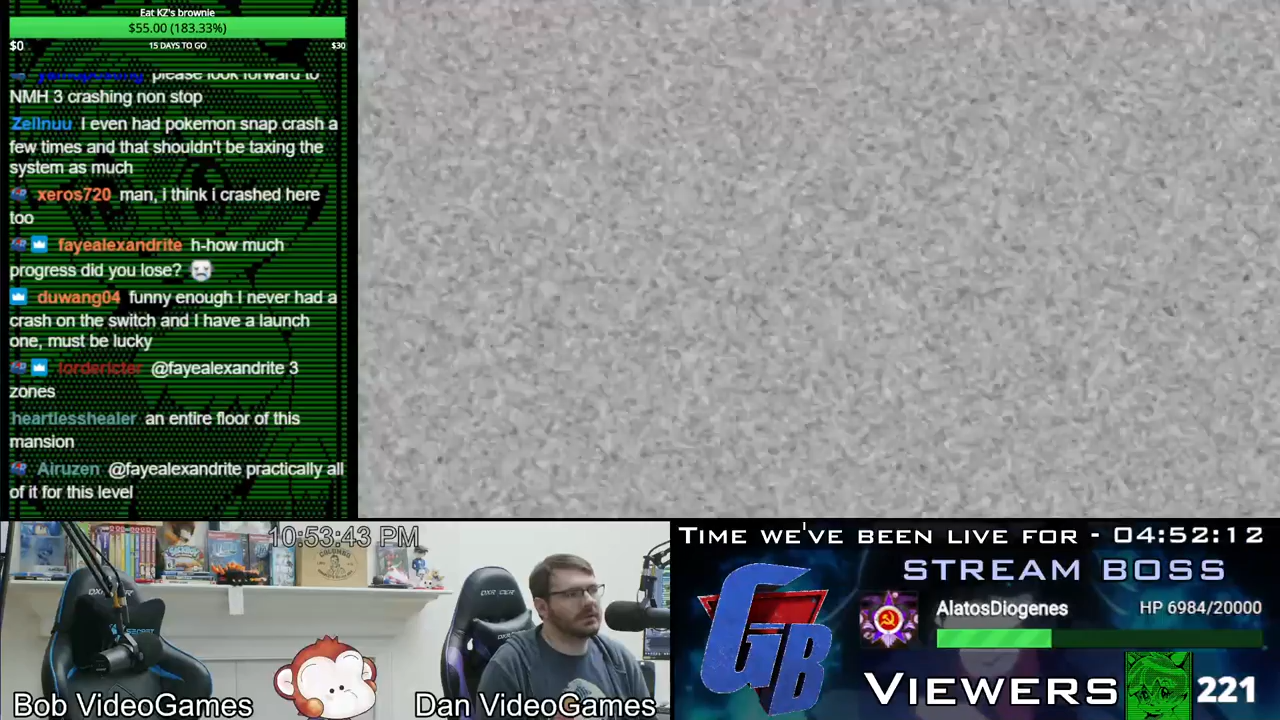 Eat KZ's brownie
$55.00 (183.33%)
$0 15 DAYS TO GO $30
please look forward to
NMH 3 crashing non stop
Zellnuu I even had pokemon snap crash a
few times and that shouldn't be taxing the
system as much
xeros720 man, i think i crashed here
too
fayealexandrite h-how much
progress did you lose?
duwang04 funny enough I never had a
crash on the switch and I have a launch
one, must be lucky
lordericter @fayealexandrite 3
zones
heartlesshealer an entire floor of this
mansion
Airuzen @fayealexandrite practically all
of it for this level
10:53:43 PM
Bob VideoGames
Dan VideoGames
TIME WE'VE BEEN LIVE FOR - 04:52:12
STREAM BOSS
AlatosDiogenes HP 6984/20000
GB
VIEWERS 221